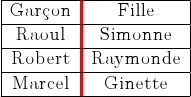 Garçon Fille
Raoul Simonne
Robert Raymonde
Marcel Ginette